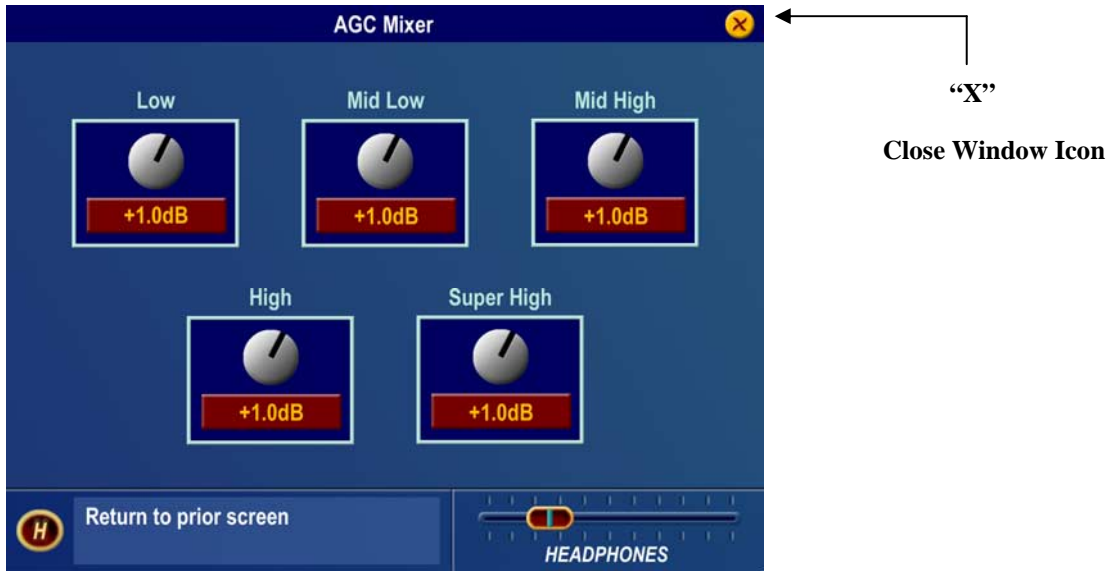 AGC Mixer
“X”
Close Window Icon
Low
Mid Low
Mid High
+1.0dB
+1.0dB
+1.0dB
High
Super High
+1.0dB
+1.0dB
H
Return to prior screen
HEADPHONES